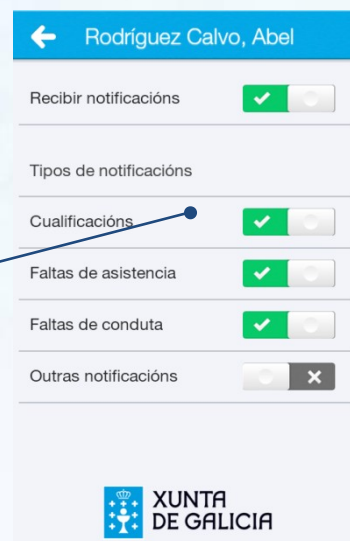 Rodríguez Calvo, Abel
Recibir notificacións
Tipos de notificacións
Cualificacións
Faltas de asistencia
Faltas de conduta
Outras notificacións
XUNTA
DE GALICIA